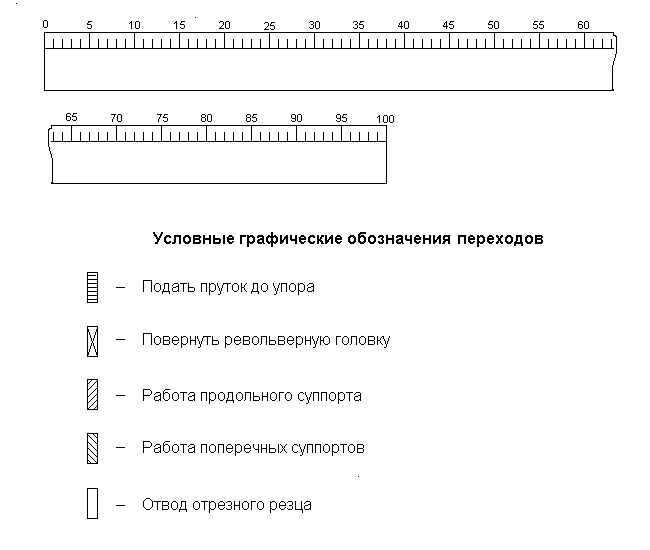 0 5 10 15 20 25 30 35 40 45 50 55 60
65 70 75 80 85 90 95 100
Условные графические обозначения переходов
– Подать пруток до упора
– Повернуть револьверную головку
– Работа продольного суппорта
– Работа поперечных суппортов
– Отвод отрезного резца